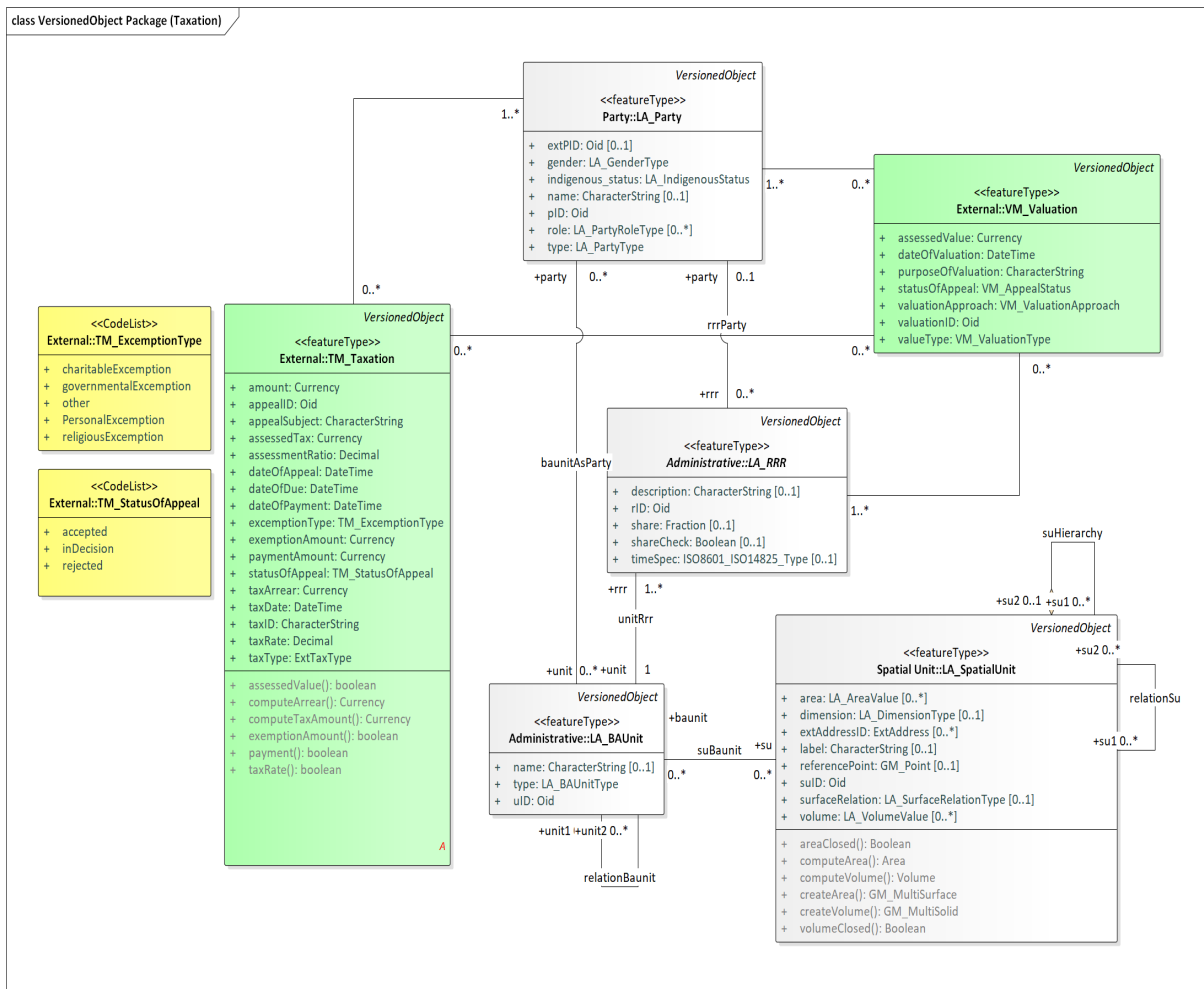 class VersionedObject Package (Taxation)
VersionedObject
<<featureType>>
Party::LA_Party
+ extPID: Oid [0..1]
+ gender: LA_GenderType
+ indigenous_status: LA_IndigenousStatus
+ name: CharacterString [0..1]
+ pID: Oid
+ role: LA_PartyRoleType [0..*]
+ type: LA_PartyType
1..*
0..*
1..*
0..*
+party 0..*
+party 0..1
VersionedObject
<<featureType>>
External::VM_Valuation
+ assessedValue: Currency
+ dateOfValuation: DateTime
+ purposeOfValuation: CharacterString
+ statusOfAppeal: VM_AppealStatus
+ valuationApproach: VM_ValuationApproach
+ valuationID: Oid
+ valueType: VM_ValuationType
<<CodeList>>
External::TM_ExcemptionType
+ charitableExcemption
+ governmentalExcemption
+ other
+ PersonalExcemption
+ religiousExcemption
<<CodeList>>
External::TM_StatusOfAppeal
+ accepted
+ inDecision
+ rejected
VersionedObject
<<featureType>>
External::TM_Taxation
+ amount: Currency
+ appealID: Oid
+ appealSubject: CharacterString
+ assessedTax: Currency
+ assessmentRatio: Decimal
+ dateOfAppeal: DateTime
+ dateOfDue: DateTime
+ dateOfPayment: DateTime
+ excemptionType: TM_ExcemptionType
+ exemptionAmount: Currency
+ paymentAmount: Currency
+ statusOfAppeal: TM_StatusOfAppeal
+ taxArrear: Currency
+ taxDate: DateTime
+ taxID: CharacterString
+ taxRate: Decimal
+ taxType: ExtTaxType
+ assessedValue(): boolean
+ computeArrear(): Currency
+ computeTaxAmount(): Currency
+ exemptionAmount(): boolean
+ payment(): boolean
+ taxRate(): boolean
A
0..*
rrrParty
0..*
0..*
+rrr 0..*
baunitAsParty
VersionedObject
<<featureType>>
Administrative::LA_RRR
+ description: CharacterString [0..1]
+ rID: Oid
+ share: Fraction [0..1]
+ shareCheck: Boolean [0..1]
+ timeSpec: ISO8601_ISO14825_Type [0..1]
1..*
+rrr 1..*
unitRrr
+unit 0..* +unit 1
VersionedObject
<<featureType>>
Administrative::LA_BAUnit
+ name: CharacterString [0..1]
+ type: LA_BAUnitType
+ uID: Oid
+baunit
0..*
suBaunit
+su
0..*
+unit2 0..*
relationBaunit
suHierarchy
+su2 0..1 +su1 0..*
VersionedObject
<<featureType>>
Spatial Unit::LA_SpatialUnit
+ area: LA_AreaValue [0..*]
+ dimension: LA_DimensionType [0..1]
+ extAddressID: ExtAddress [0..*]
+ label: CharacterString [0..1]
+ referencePoint: GM_Point [0..1]
+ suID: Oid
+ surfaceRelation: LA_SurfaceRelationType [0..1]
+ volume: LA_VolumeValue [0..*]
+ areaClosed(): Boolean
+ computeArea(): Area
+ computeVolume(): Volume
+ createArea(): GM_MultiSurface
+ createVolume(): GM_MultiSolid
+ volumeClosed(): Boolean
+su2 0..*
relationSu
+su1 0..*